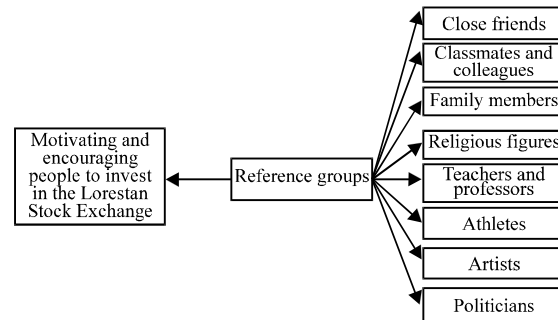 Motivating and
encouraging
people to invest
in the Lorestan
Stock Exchange
Reference groups
Close friends
Classmates and
colleagues
Family members
Religious figures
Teachers and
professors
Athletes
Artists
Politicians